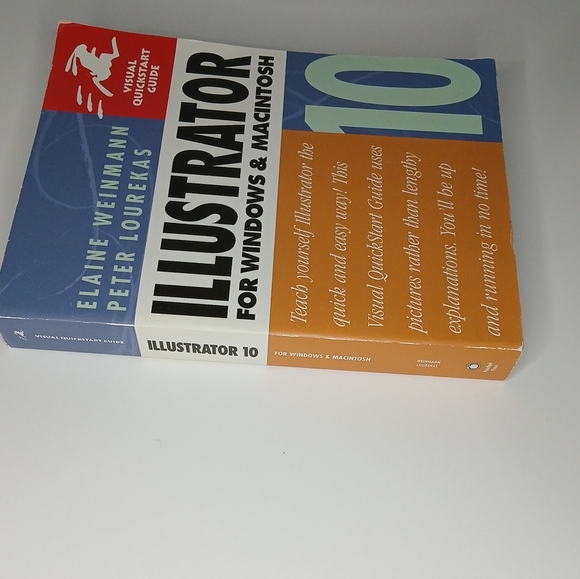 VISUAL
QUICKSTART
GUIDE
ELAINE WEINMANN
PETER LOUREKAS
ILLUSTRATOR
FOR WINDOWS & MACINTOSH
10
Teach yourself Illustrator the
quick and easy way! This
Visual QuickStart Guide uses
pictures rather than lengthy
explanations. You'll be up
and running in no time!
VISUAL QUICKSTART GUIDE
ILLUSTRATOR 10
FOR WINDOWS & MACINTOSH
WEINMANN
LOUREKAS